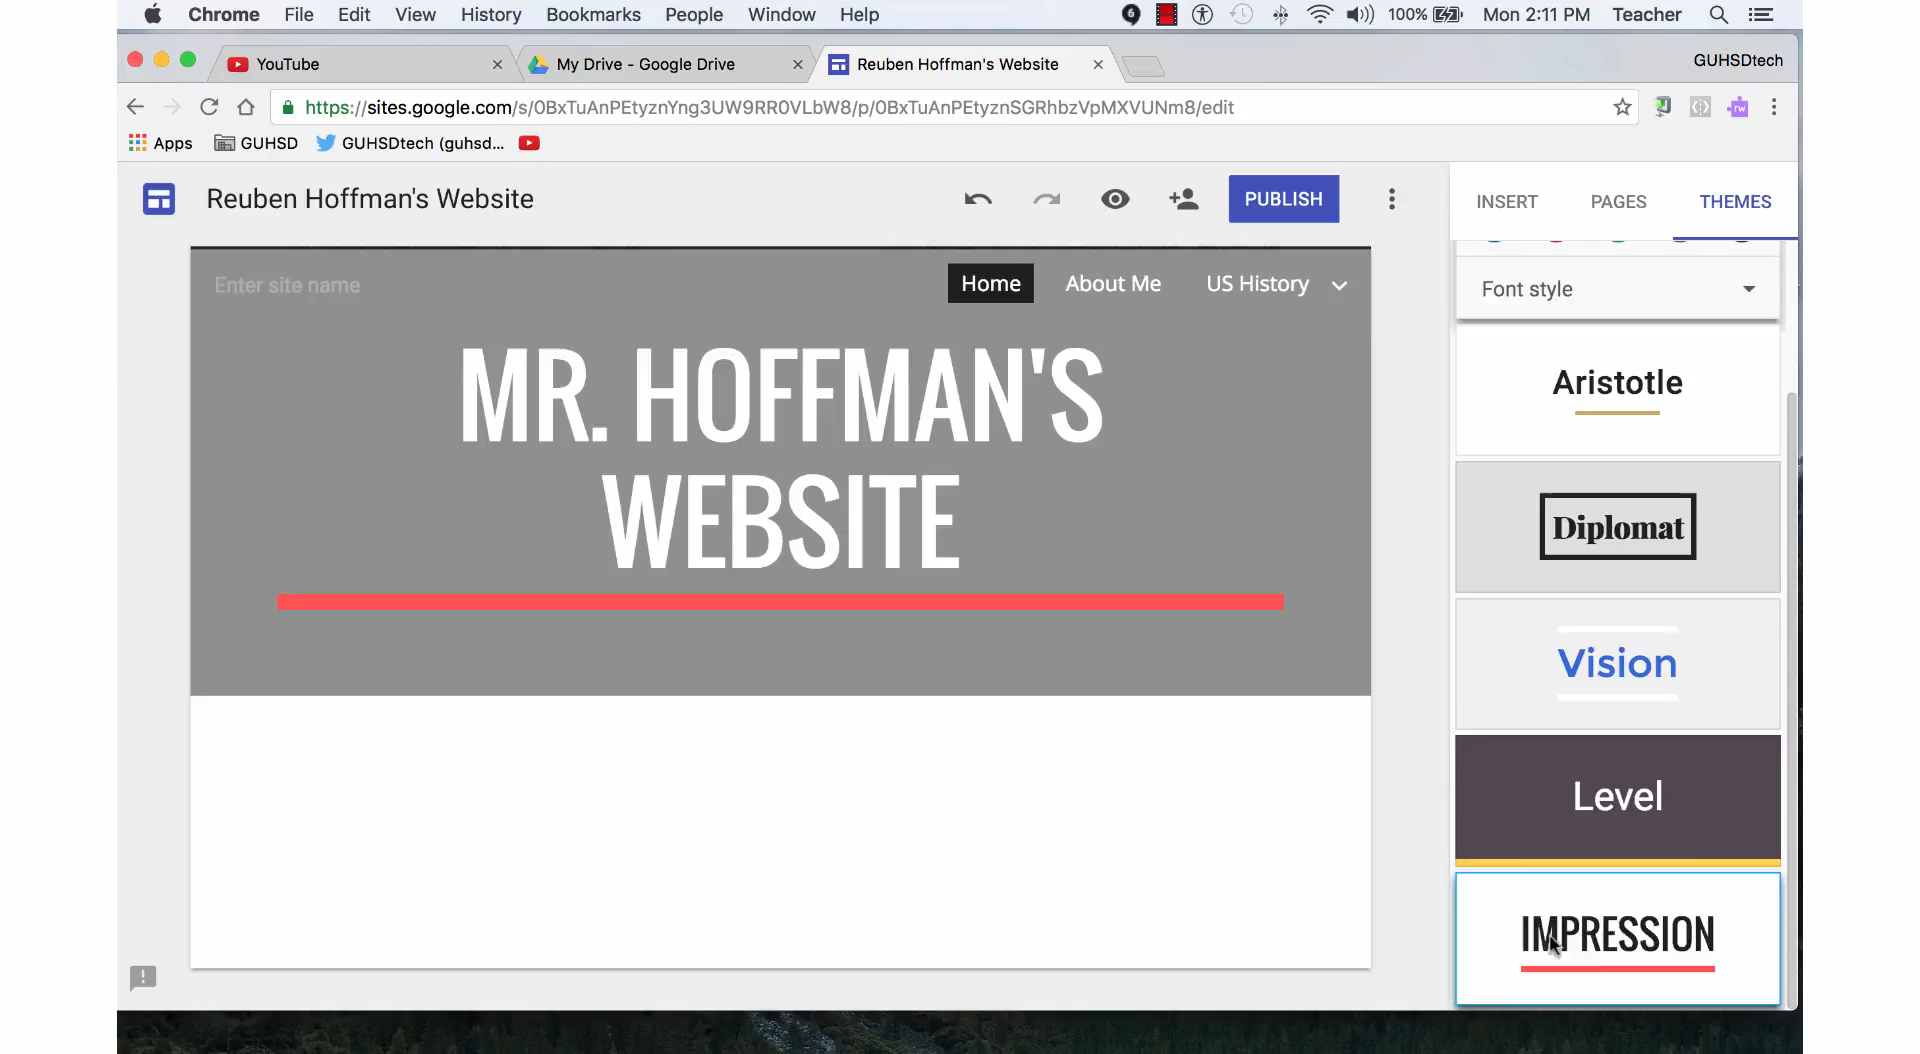 Chrome File Edit View History Bookmarks People Window Help 6 100% Mon 2:11 PM Teacher
YouTube My Drive - Google Drive Reuben Hoffman's Website GUHSDtech
https://sites.google.com/s/0BxTuAnPEtyznYng3UW9RR0VLbW8/p/0BxTuAnPEtyznSGRhbzVpMXVUNm8/edit rw
Apps GUHSD GUHSDtech (guhsd...
Reuben Hoffman's Website PUBLISH INSERT PAGES THEMES
Enter site name Home About Me US History
Font style
MR. HOFFMAN'S
WEBSITE
Aristotle
Diplomat
Vision
Level
IMPRESSION